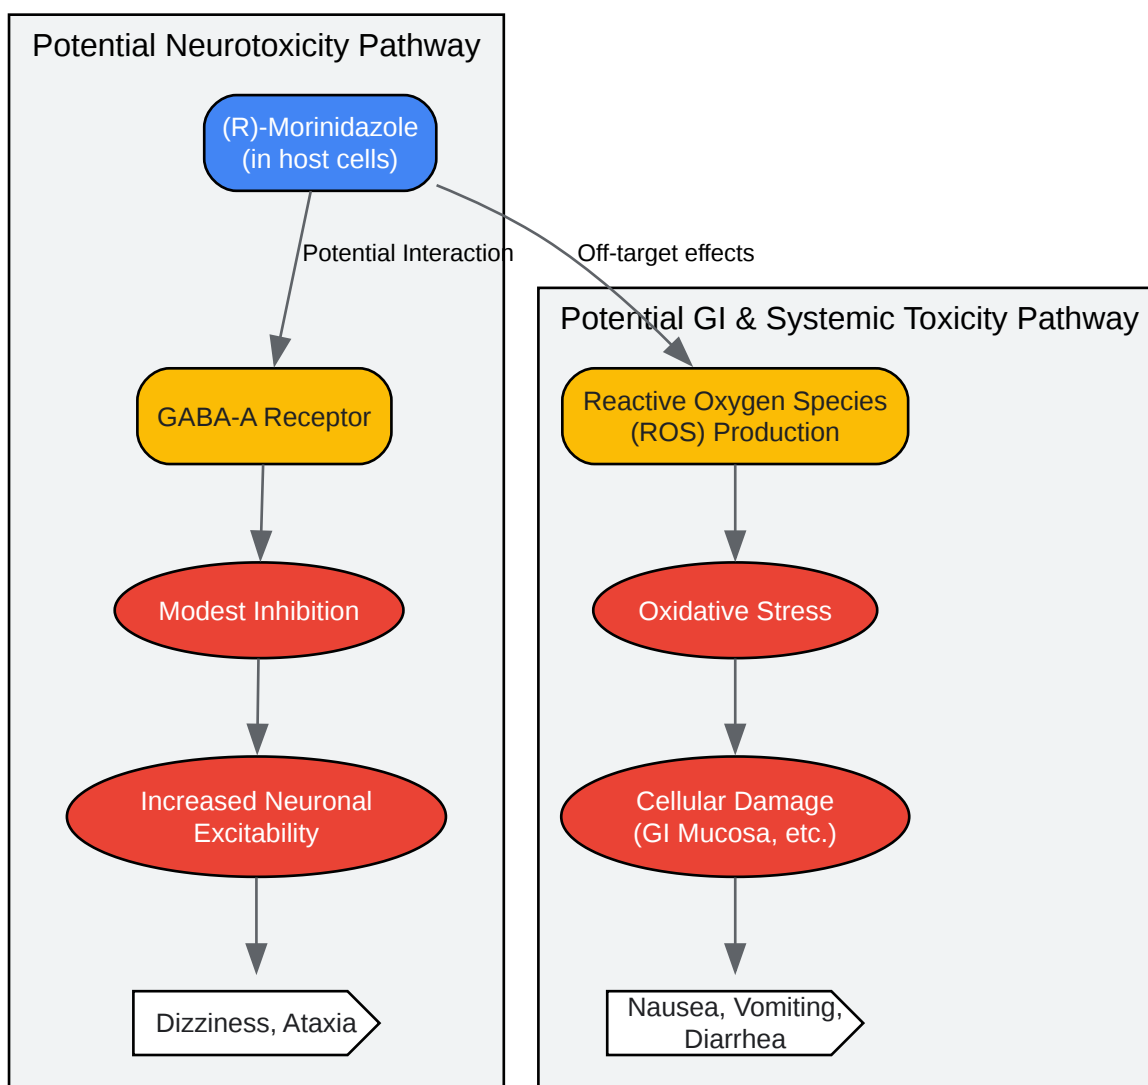 Potential Neurotoxicity Pathway
(R)-Morinidazole
(in host cells)
Potential Interaction
Off-target effects
Potential GI & Systemic Toxicity Pathway
GABA-A Receptor
Reactive Oxygen Species
(ROS) Production
Modest Inhibition
Oxidative Stress
Increased Neuronal
Excitability
Cellular Damage
(GI Mucosa, etc.)
Dizziness, Ataxia
Nausea, Vomiting,
Diarrhea